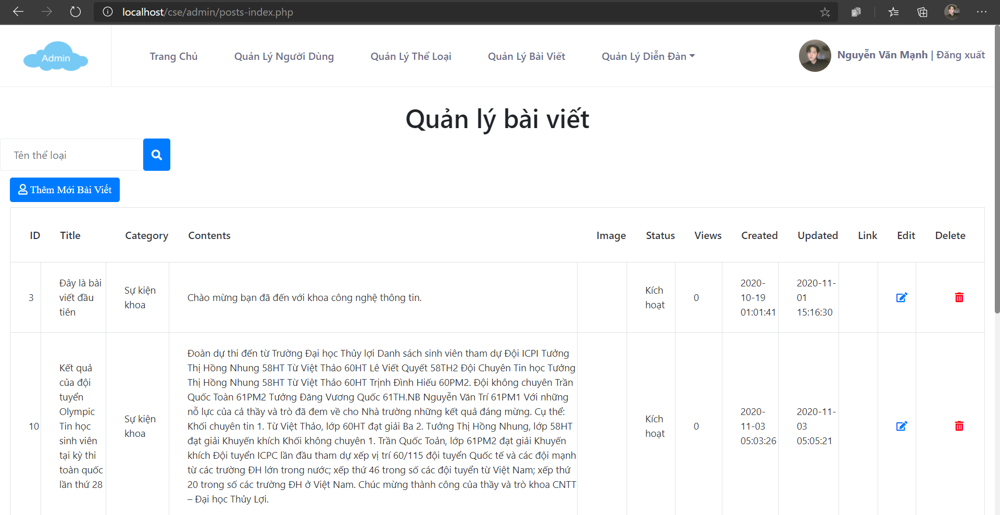 localhost/cse/admin/posts-index.php
Admin
Trang Chủ
Quản Lý Người Dùng
Quản Lý Thể Loại
Quản Lý Bài Viết
Quản Lý Diễn Đàn
Nguyễn Văn Mạnh | Đăng xuất
Quản lý bài viết
Tên thể loại
Thêm Mới Bài Viết
ID Title Category Contents Image Status Views Created Updated Link Edit Delete
3
Đây là bài
viết đầu
tiên
Sự kiện
khoa
Chào mừng bạn đã đến với khoa công nghệ thông tin.
Kích
hoạt
0
2020-
10-19
01:01:41
2020-11-
01
15:16:30
10
Kết quả
của đội
tuyển
Olympic
Tin học
sinh viên
tại kỳ thi
toàn quốc
lần thứ 28
Sự kiện
khoa
Đoàn dự thi đến từ Trường Đại học Thủy lợi Danh sách sinh viên tham dự Đội ICPI Tưởng
Thị Hồng Nhung 58HT Từ Việt Thảo 60HT Lê Viết Quyết 58TH2 Đội Chuyên Tin học Tưởng
Thị Hồng Nhung 58HT Từ Việt Thảo 60HT Trịnh Đình Hiếu 60PM2. Đội không chuyên Trần
Quốc Toàn 61PM2 Tưởng Đăng Vương Quốc 61TH.NB Nguyễn Văn Trí 61PM1 Với những
nỗ lực của cả thầy và trò đã đem về cho Nhà trường những kết quả đáng mừng. Cụ thể:
Khối chuyên tin 1. Từ Việt Thảo, lớp 60HT đạt giải Ba 2. Tưởng Thị Hồng Nhung, lớp 58HT
đạt giải Khuyến khích Khối không chuyên 1. Trần Quốc Toản, lớp 61PM2 đạt giải Khuyến
khích Đội tuyển ICPC lần đầu tham dự xếp vị trí 60/115 đội tuyển Quốc tế và các đội mạnh
từ các trường ĐH lớn trong nước; xếp thứ 46 trong số các đội tuyển từ Việt Nam; xếp thứ
20 trong số các trường ĐH ở Việt Nam. Chúc mừng thành công của thầy và trò khoa CNTT
– Đại học Thủy Lợi.
Kích
hoạt
0
2020-
11-03
05:03:26
2020-11-
03
05:05:21